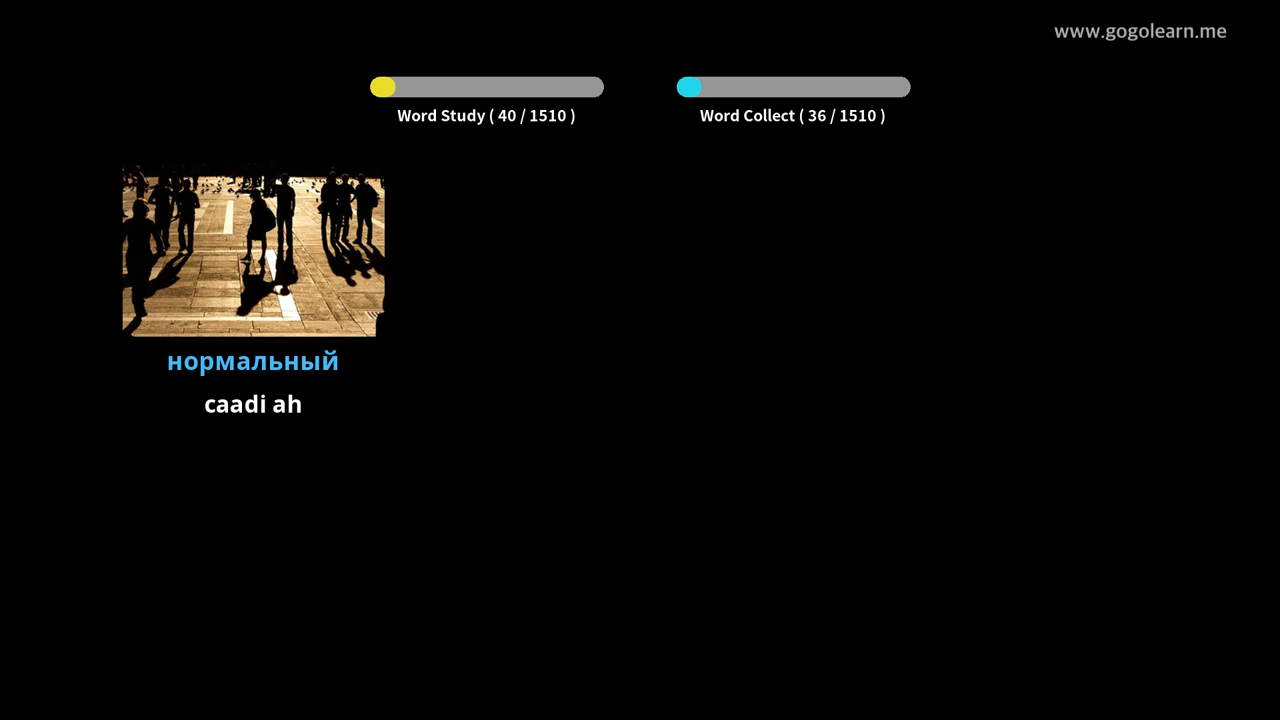 www.gogolearn.me
Word Study ( 40 / 1510 )
Word Collect ( 36 / 1510 )
нормальный
caadi ah